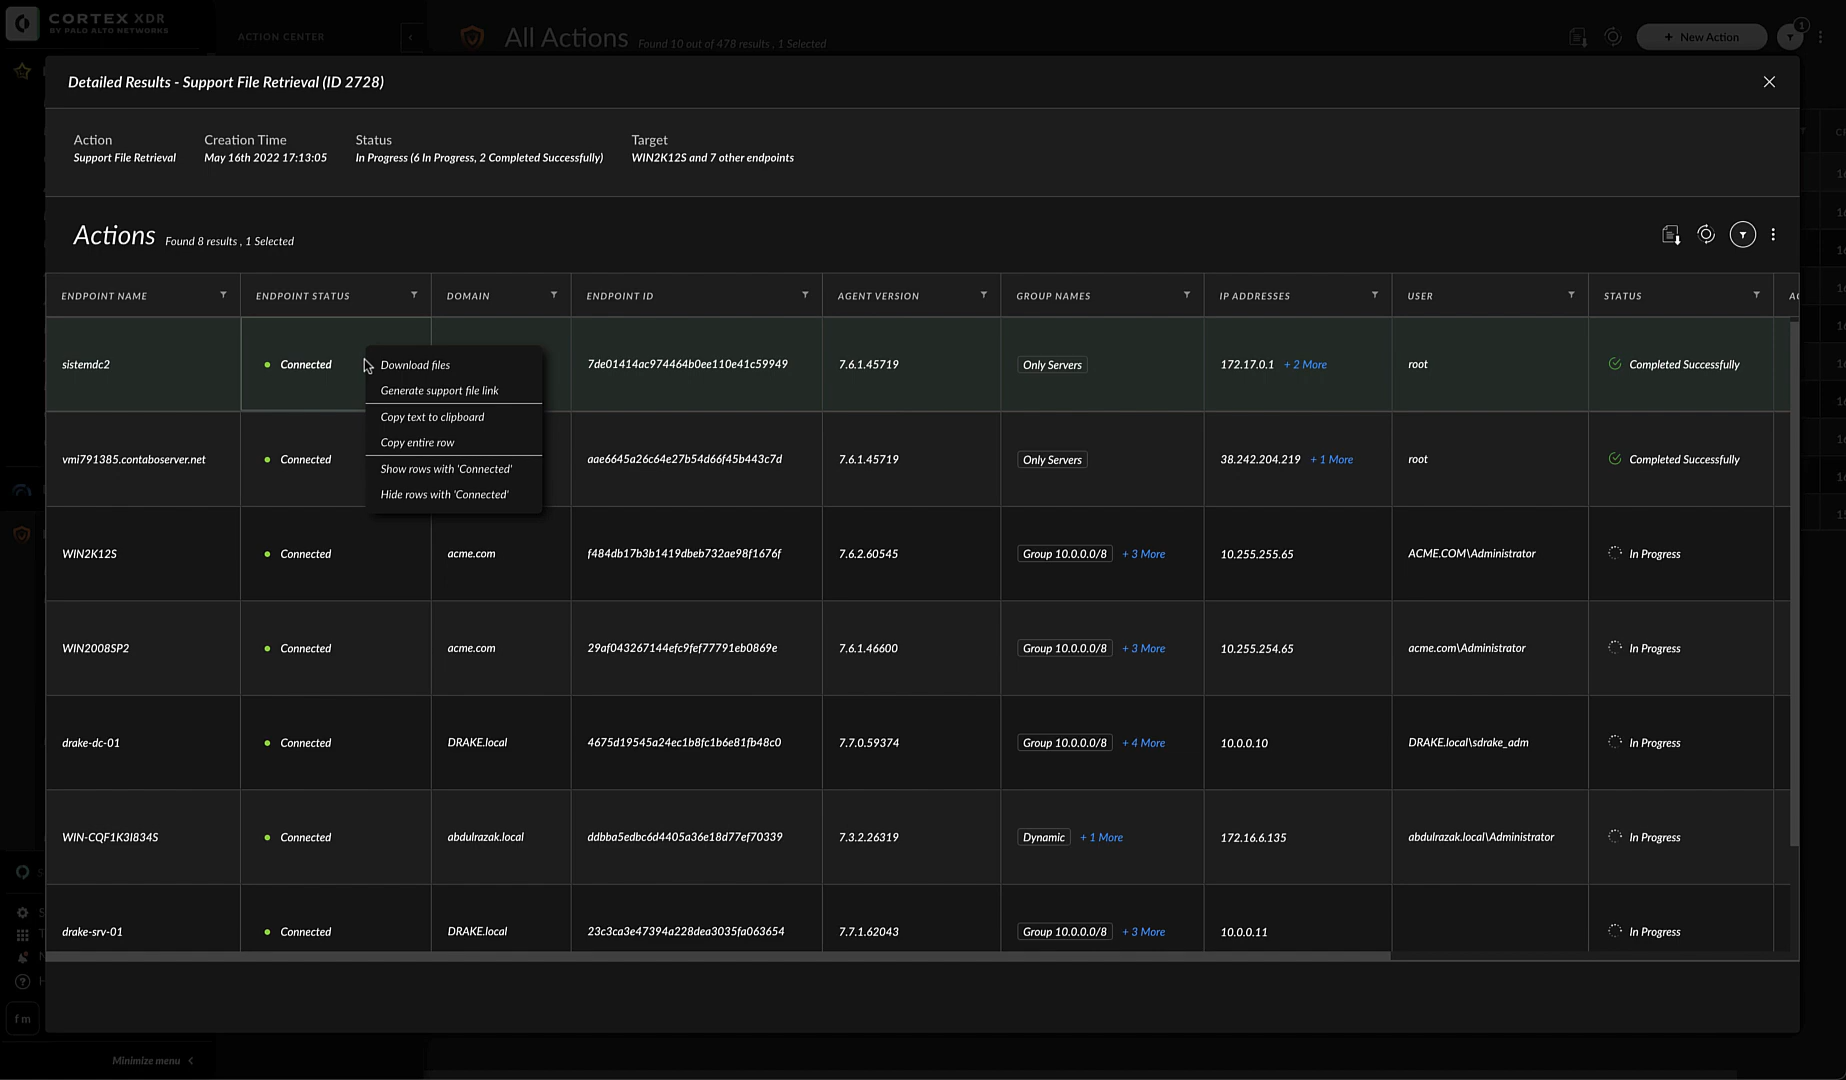 CORTEX XDR
BY PALO ALTO NETWORKS
ACTION CENTER
All Actions Found 10 out of 478 results , 1 Selected
+ New Action
1
Detailed Results - Support File Retrieval (ID 2728)
Action Creation Time Status Target
Support File Retrieval May 16th 2022 17:13:05 In Progress (6 In Progress, 2 Completed Successfully) WIN2K12S and 7 other endpoints
Actions Found 8 results , 1 Selected
ENDPOINT NAME ENDPOINT STATUS DOMAIN ENDPOINT ID AGENT VERSION GROUP NAMES IP ADDRESSES USER STATUS
sistemdc2 Connected 7de01414ac974464b0ee110e41c59949 7.6.1.45719 Only Servers 172.17.0.1 + 2 More root Completed Successfully
Download files
Generate support file link
Copy text to clipboard
Copy entire row
Show rows with 'Connected'
Hide rows with 'Connected'
vmi791385.contaboserver.net Connected aae6645a26c64e27b54d66f45b443c7d 7.6.1.45719 Only Servers 38.242.204.219 + 1 More root Completed Successfully
WIN2K12S Connected acme.com f484db17b3b1419dbeb732ae98f1676f 7.6.2.60545 Group 10.0.0.0/8 + 3 More 10.255.255.65 ACME.COM\Administrator In Progress
WIN2008SP2 Connected acme.com 29af043267144efc9fef77791eb0869e 7.6.1.46600 Group 10.0.0.0/8 + 3 More 10.255.254.65 acme.com\Administrator In Progress
drake-dc-01 Connected DRAKE.local 4675d19545a24ec1b8fc1b6e81fb48c0 7.7.0.59374 Group 10.0.0.0/8 + 4 More 10.0.0.10 DRAKE.local\sdrake_adm In Progress
WIN-CQF1K3I834S Connected abdulrazak.local ddbba5edbc6d4405a36e18d77ef70339 7.3.2.26319 Dynamic + 1 More 172.16.6.135 abdulrazak.local\Administrator In Progress
drake-srv-01 Connected DRAKE.local 23c3ca3e47394a228dea3035fa063654 7.7.1.62043 Group 10.0.0.0/8 + 3 More 10.0.0.11 In Progress
fm
Minimize menu